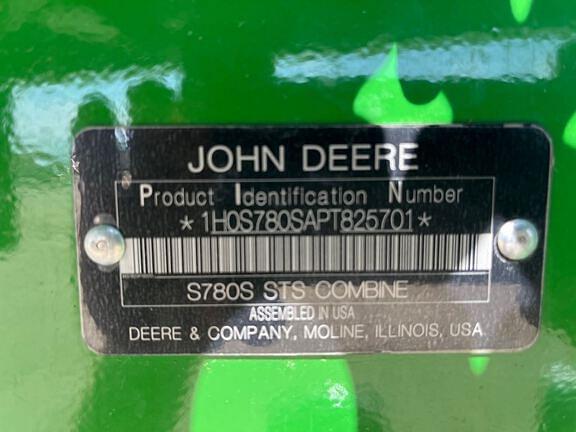 JOHN DEERE
Product Identification Number
*1H0S780SAPT825701*
S780S STS COMBINE
ASSEMBLED IN USA
DEERE & COMPANY, MOLINE, ILLINOIS, USA